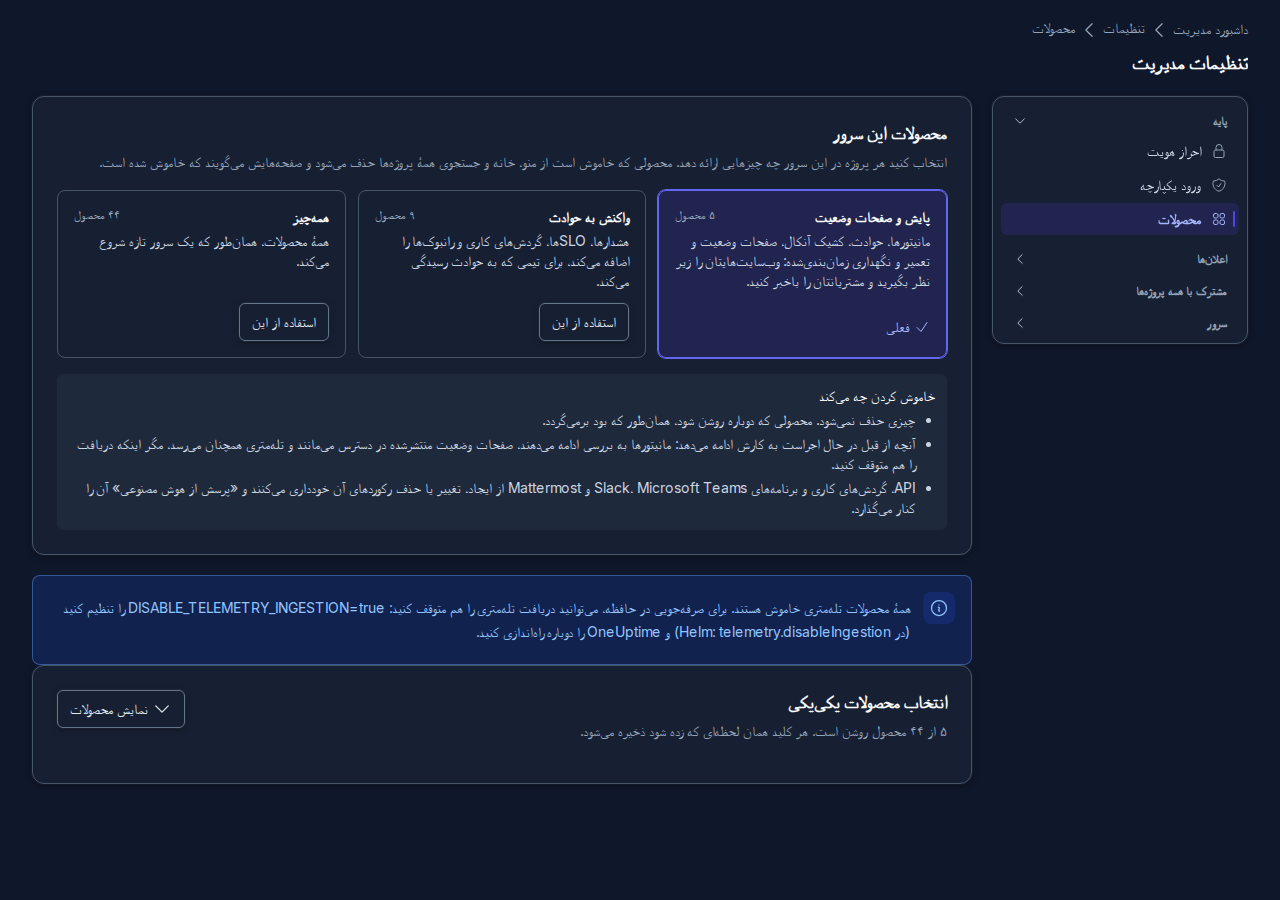 داشبورد مدیریت
تنظیمات
محصولات
تنظیمات مدیریت
پایه
احراز هویت
ورود یکپارچه
محصولات
اعلان‌ها
مشترک با همه پروژه‌ها
سرور
محصولات این سرور
انتخاب کنید هر پروژه در این سرور چه چیزهایی ارائه دهد. محصولی که خاموش است از منو، خانه و جستجوی همهٔ پروژه‌ها حذف می‌شود و صفحه‌هایش می‌گویند که خاموش شده است.
پایش و صفحات وضعیت
۵ محصول
مانیتورها، حوادث، کشیک آنکال، صفحات وضعیت و
تعمیر و نگهداری زمان‌بندی‌شده: وب‌سایت‌هایتان را زیر
نظر بگیرید و مشتریانتان را باخبر کنید.
فعلی
واکنش به حوادث
۹ محصول
هشدارها، SLOها، گردش‌های کاری و رانبوک‌ها را
اضافه می‌کند، برای تیمی که به حوادث رسیدگی
می‌کند.
استفاده از این
همه‌چیز
۴۴ محصول
همهٔ محصولات، همان‌طور که یک سرور تازه شروع
می‌کند.
استفاده از این
خاموش کردن چه می‌کند
چیزی حذف نمی‌شود. محصولی که دوباره روشن شود، همان‌طور که بود برمی‌گردد.
آنچه از قبل در حال اجراست به کارش ادامه می‌دهد: مانیتورها به بررسی ادامه می‌دهند، صفحات وضعیت منتشرشده در دسترس می‌مانند و تله‌متری همچنان می‌رسد، مگر اینکه دریافت
را هم متوقف کنید.
API، گردش‌های کاری و برنامه‌های Slack، Microsoft Teams و Mattermost از ایجاد، تغییر یا حذف رکوردهای آن خودداری می‌کنند و «پرسش از هوش مصنوعی» آن را
کنار می‌گذارد.
همهٔ محصولات تله‌متری خاموش هستند. برای صرفه‌جویی در حافظه، می‌توانید دریافت تله‌متری را هم متوقف کنید: DISABLE_TELEMETRY_INGESTION=true را تنظیم کنید
(در Helm: telemetry.disableIngestion) و OneUptime را دوباره راه‌اندازی کنید.
انتخاب محصولات یکی‌یکی
۵ از ۴۴ محصول روشن است. هر کلید همان لحظه‌ای که زده شود ذخیره می‌شود.
نمایش محصولات